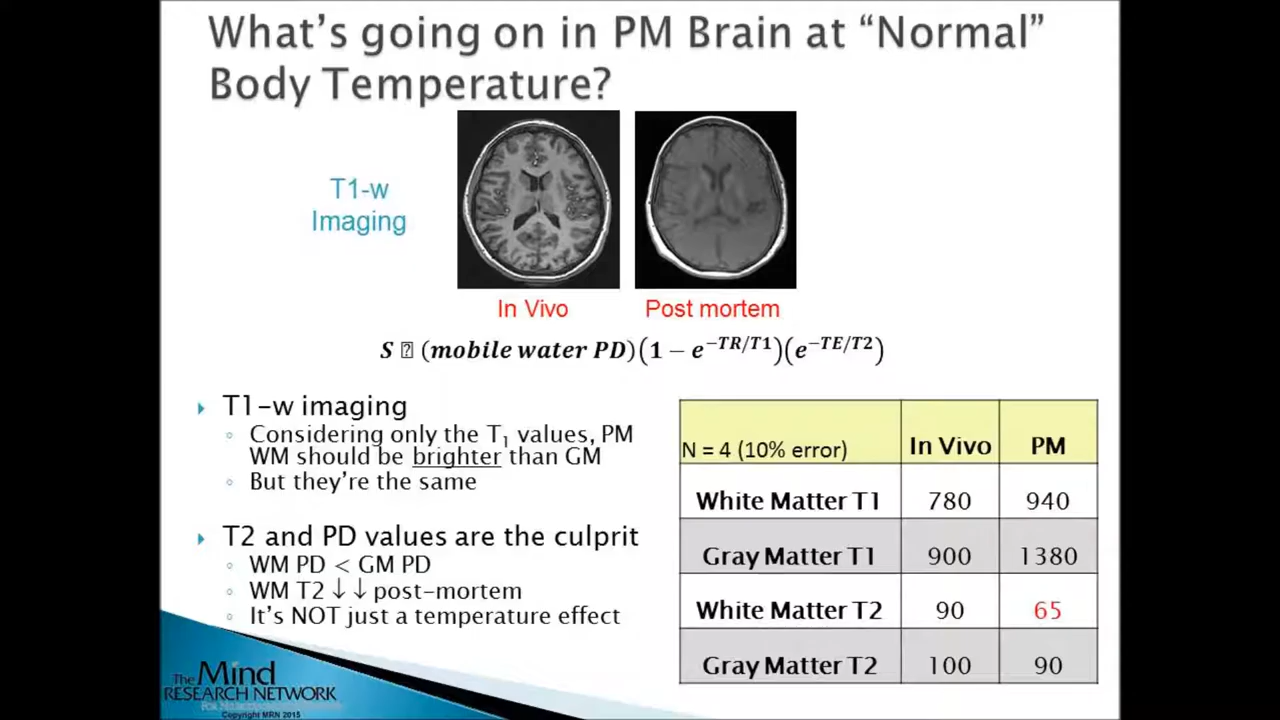 What's going on in PM Brain at “Normal”
Body Temperature?
T1-w
Imaging
In Vivo
Post mortem
S ⍰ (mobile water PD)(1 − e^{−TR/T1})(e^{−TE/T2})
T1-w imaging
Considering only the T₁ values, PM
WM should be brighter than GM
But they're the same
T2 and PD values are the culprit
WM PD < GM PD
WM T2 ↓↓ post-mortem
It's NOT just a temperature effect
N = 4 (10% error) In Vivo PM
White Matter T1 780 940
Gray Matter T1 900 1380
White Matter T2 90 65
Gray Matter T2 100 90
The Mind
RESEARCH NETWORK
Copyright MRN 2015